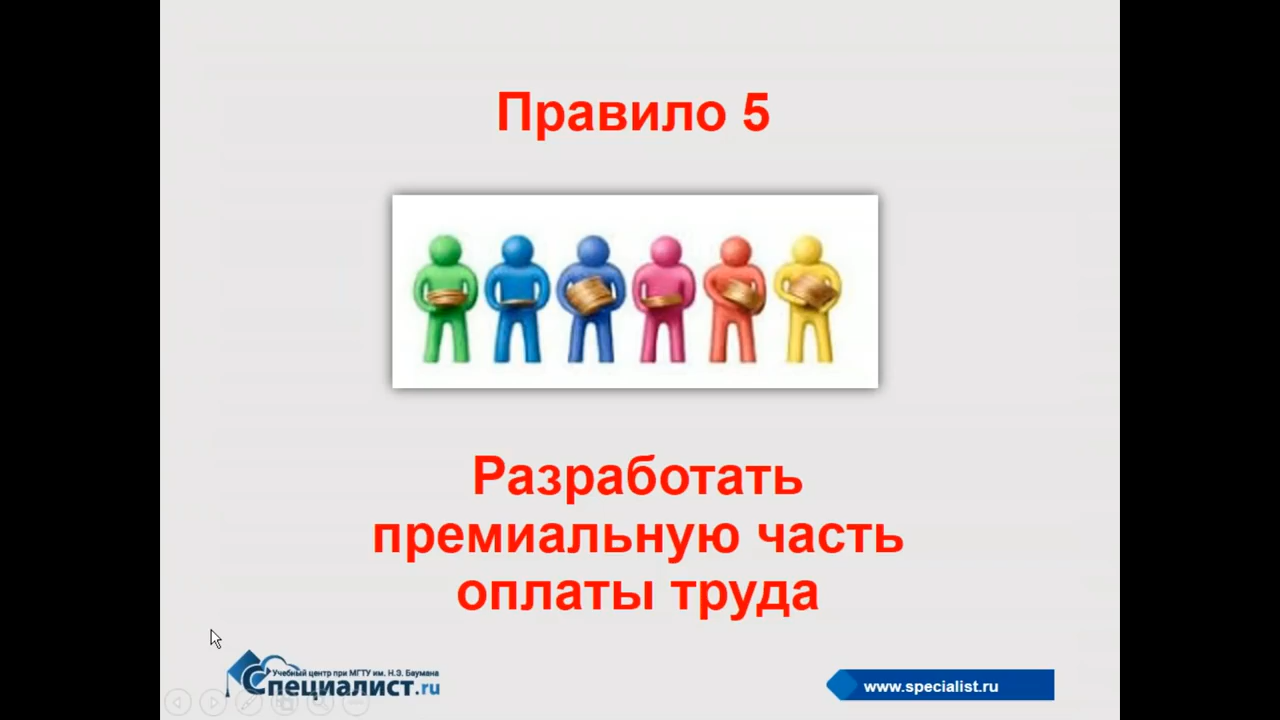 Правило 5
Разработать
премиальную часть
оплаты труда
Учебный центр при МГТУ им. Н.Э. Баумана
Специалист.ru
www.specialist.ru